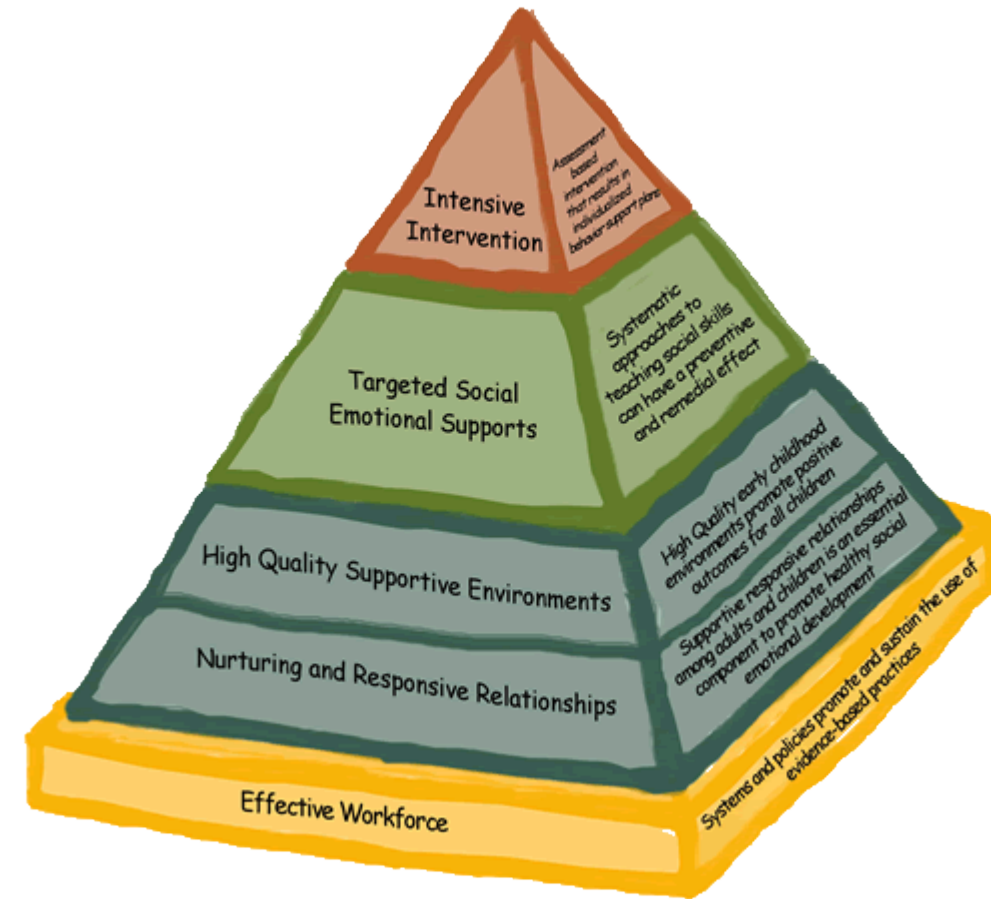 Intensive
Intervention
Assessment
based
intervention
that results in
individualized
behavior support plans
Targeted Social
Emotional Supports
Systematic
approaches to
teaching social skills
can have a preventive
and remedial effect
High Quality Supportive Environments
High Quality early childhood
environments promote positive
outcomes for all children
Nurturing and Responsive Relationships
Supportive responsive relationships
among adults and children is an essential
component to promote healthy social
emotional development
Effective Workforce
Systems and policies promote and sustain the use of
evidence-based practices